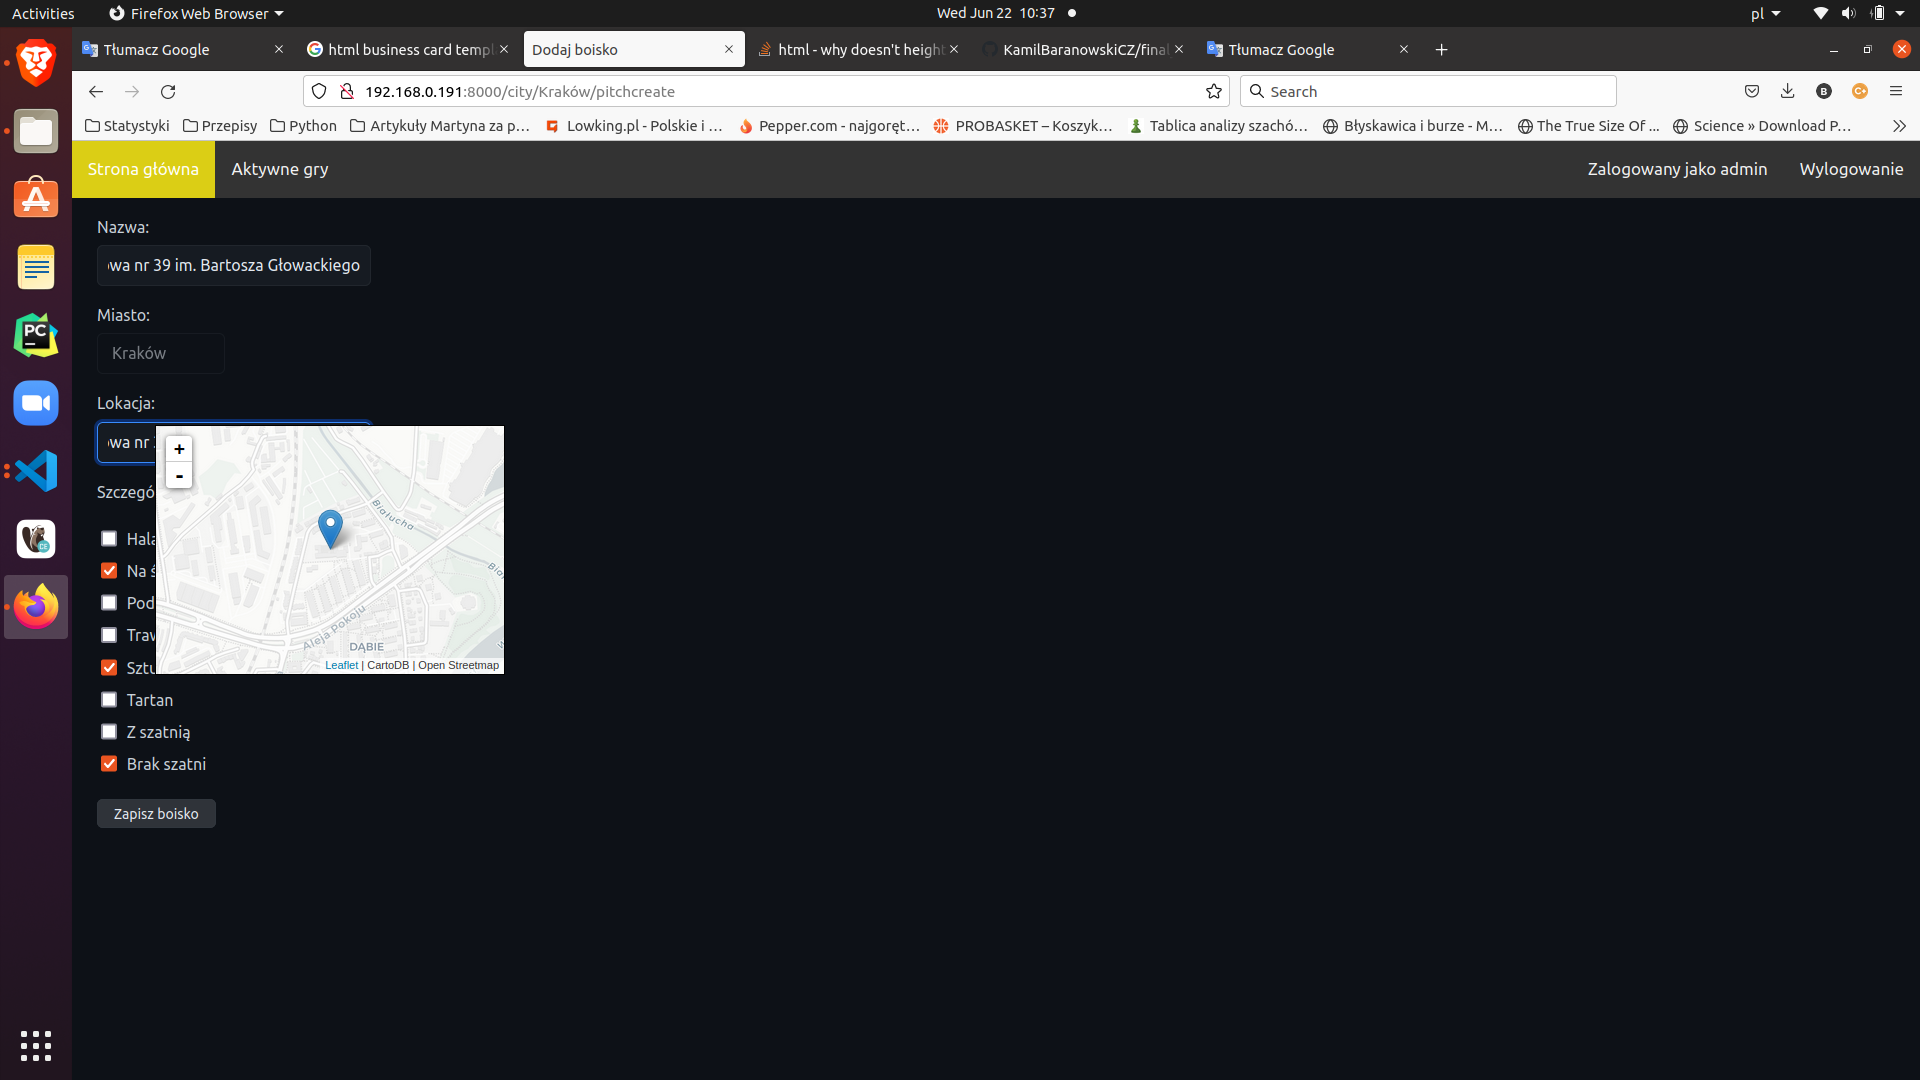 Activities
Firefox Web Browser
Wed Jun 22 10:37
pl
Tłumacz Google
html business card templ
Dodaj boisko
html - why doesn't height
KamilBaranowskiCZ/final
Tłumacz Google
192.168.0.191:8000/city/Kraków/pitchcreate
Search
Statystyki
Przepisy
Python
Artykuły Martyna za p…
Lowking.pl - Polskie i …
Pepper.com - najgoręt…
PROBASKET – Koszyk…
Tablica analizy szachó…
Błyskawica i burze - M…
The True Size Of …
Science » Download P…
Strona główna
Aktywne gry
Zalogowany jako admin
Wylogowanie
Nazwa:
owa nr 39 im. Bartosza Głowackiego
Miasto:
Kraków
Lokacja:
owa nr
+
-
Białucha
Aleja Pokoju
DĄBIE
Leaflet | CartoDB | Open Streetmap
Szczegó
Hala
Na ś
Pod
Traw
Sztu
Tartan
Z szatnią
Brak szatni
Zapisz boisko